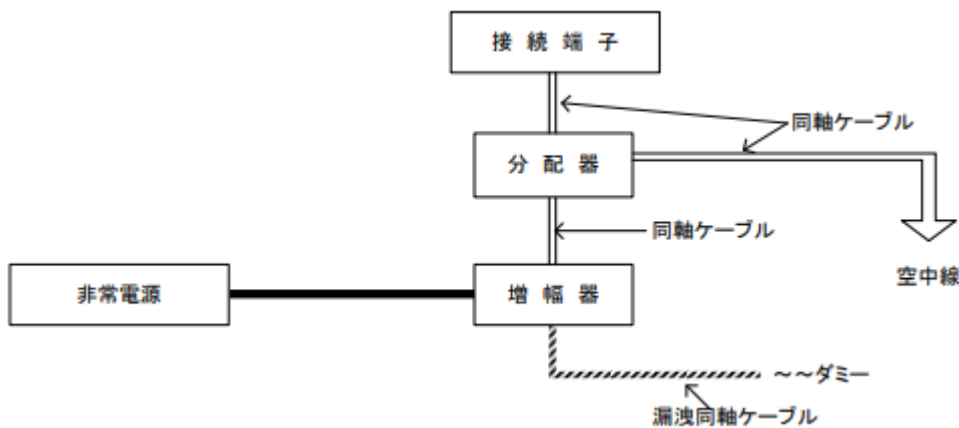 接続端子
同軸ケーブル
分配器
同軸ケーブル
空中線
非常電源
増幅器
~~ダミー
漏洩同軸ケーブル